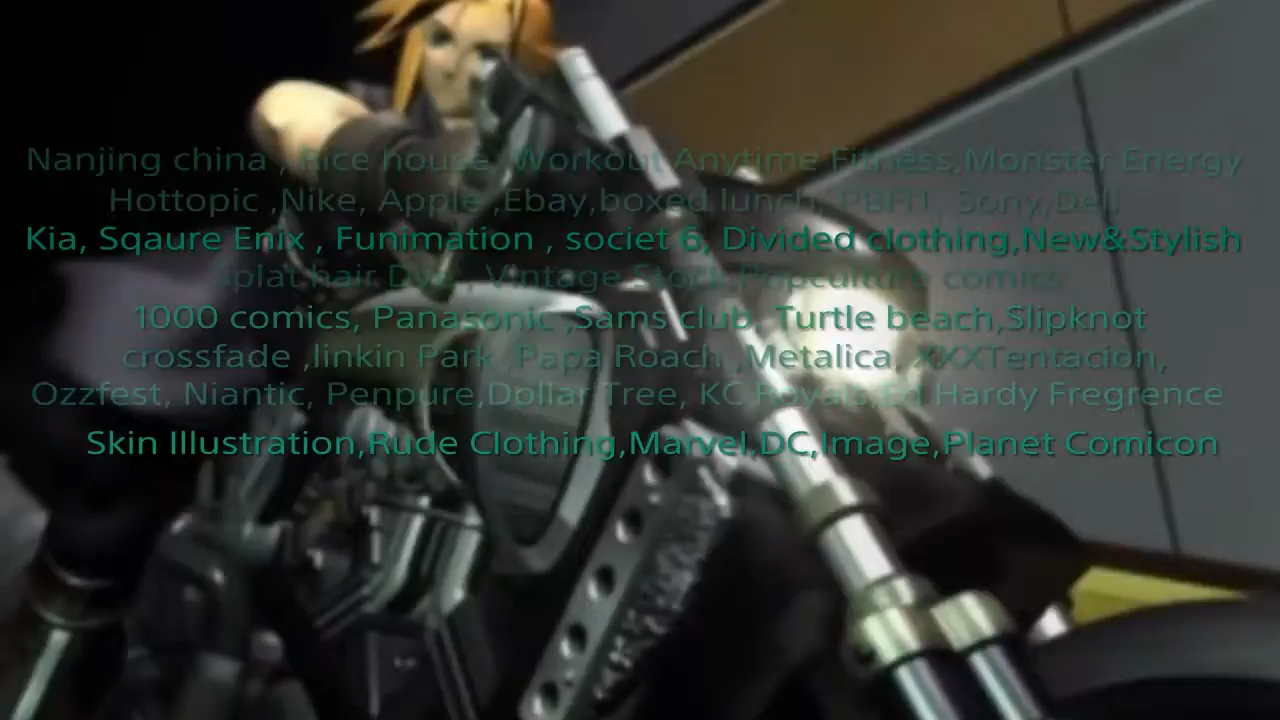 Nanjing china , Rice house, Workout Anytime Fitness,Monster Energy
Hottopic ,Nike, Apple ,Ebay,boxed lunch, Sony,Dell
Kia, Sqaure Enix , Funimation , societ 6, Divided clothing,New&Stylish
Splat hair Dye , Vintage Stock,Popculture comics
1000 comics, Panasonic ,Sams club ,Turtle beach,Slipknot
crossfade ,linkin Park ,Papa Roach ,Metalica, XXXTentacion,
Ozzfest, Niantic, Penpure,Dollar Tree, KC Royals,Ed Hardy Fregrence
Skin Illustration,Rude Clothing,Marvel,DC,Image,Planet Comicon